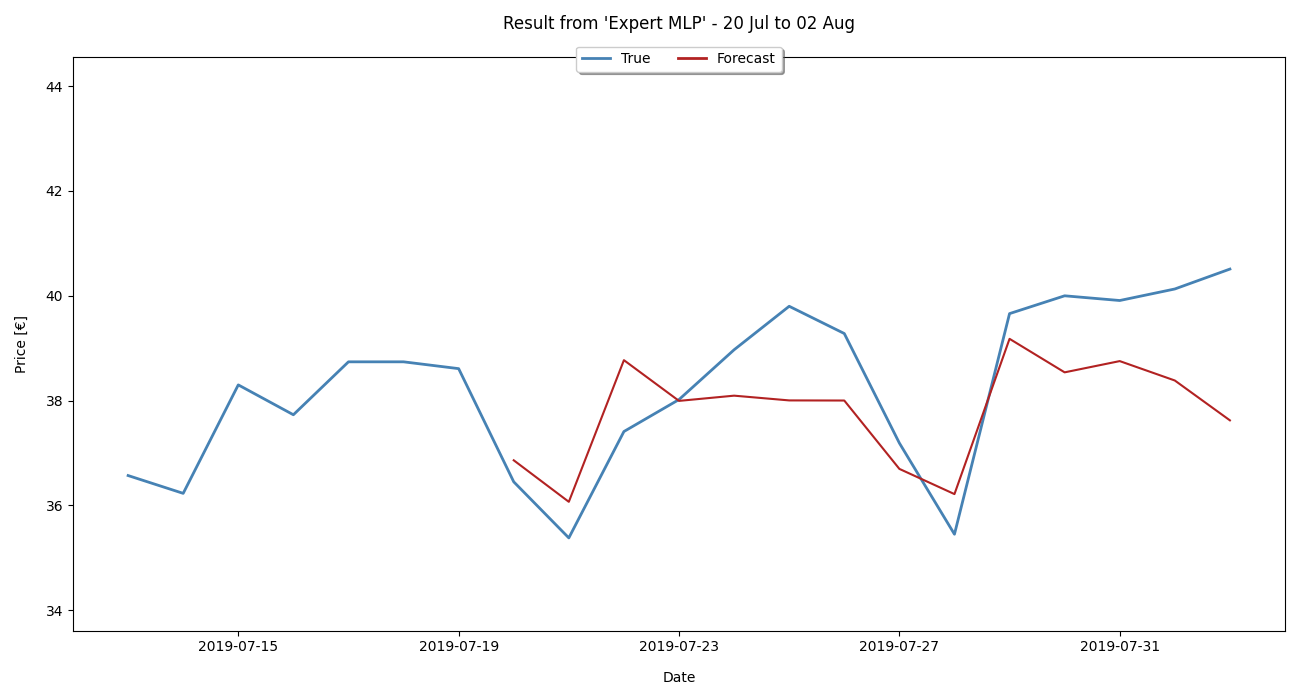 Result from 'Expert MLP' - 20 Jul to 02 Aug
True Forecast
44
42
40
38
36
34
Price [€]
2019-07-15 2019-07-19 2019-07-23 2019-07-27 2019-07-31
Date